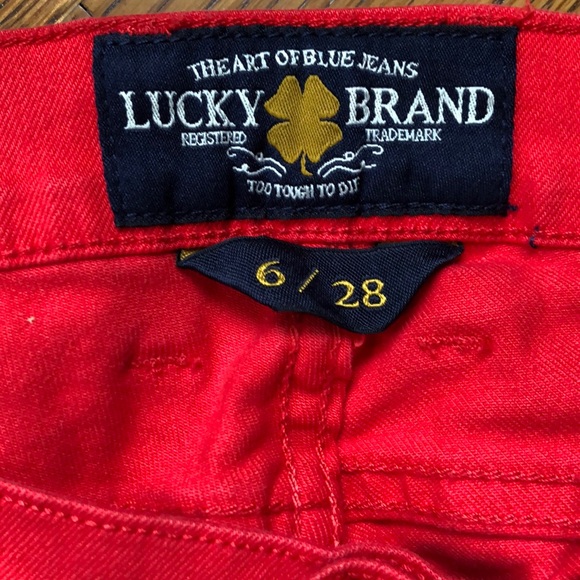 THE ART OF BLUE JEANS
LUCKY BRAND
REGISTERED TRADEMARK
TOO TOUGH TO DIE
6 / 28